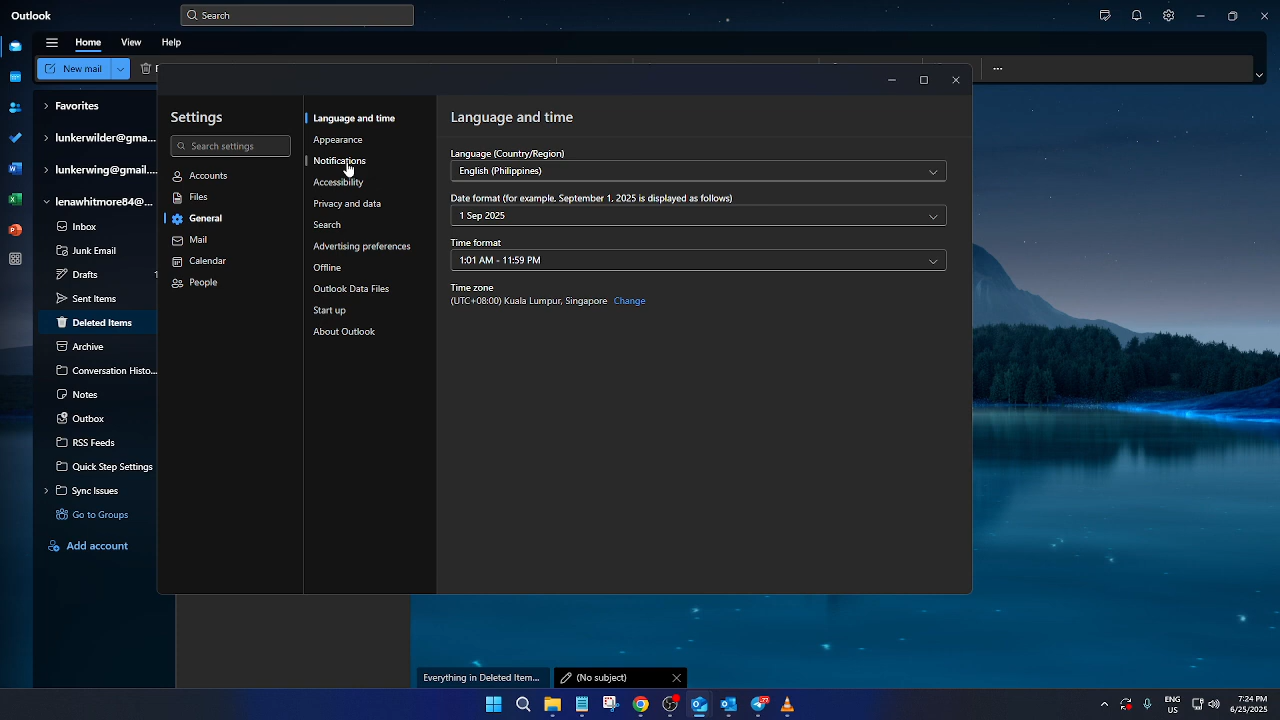 Outlook
Search
Home
View
Help
New mail
Favorites
lunkerwilder@gma...
lunkerwing@gmail....
lenawhitmore84@...
Inbox
Junk Email
Drafts
Sent Items
Deleted Items
Archive
Conversation Histo...
Notes
Outbox
RSS Feeds
Quick Step Settings
Sync Issues
Go to Groups
Add account
Settings
Search settings
Accounts
Files
General
Mail
Calendar
People
Language and time
Appearance
Notifications
Accessibility
Privacy and data
Search
Advertising preferences
Offline
Outlook Data Files
Start up
About Outlook
Language and time
Language (Country/Region)
English (Philippines)
Date format (for example. September 1, 2025 is displayed as follows)
1 Sep 2025
Time format
1:01 AM - 11:59 PM
Time zone
(UTC+08:00) Kuala Lumpur, Singapore Change
Everything in Deleted Item...
(No subject)
ENG
US
7:24 PM
6/25/2025